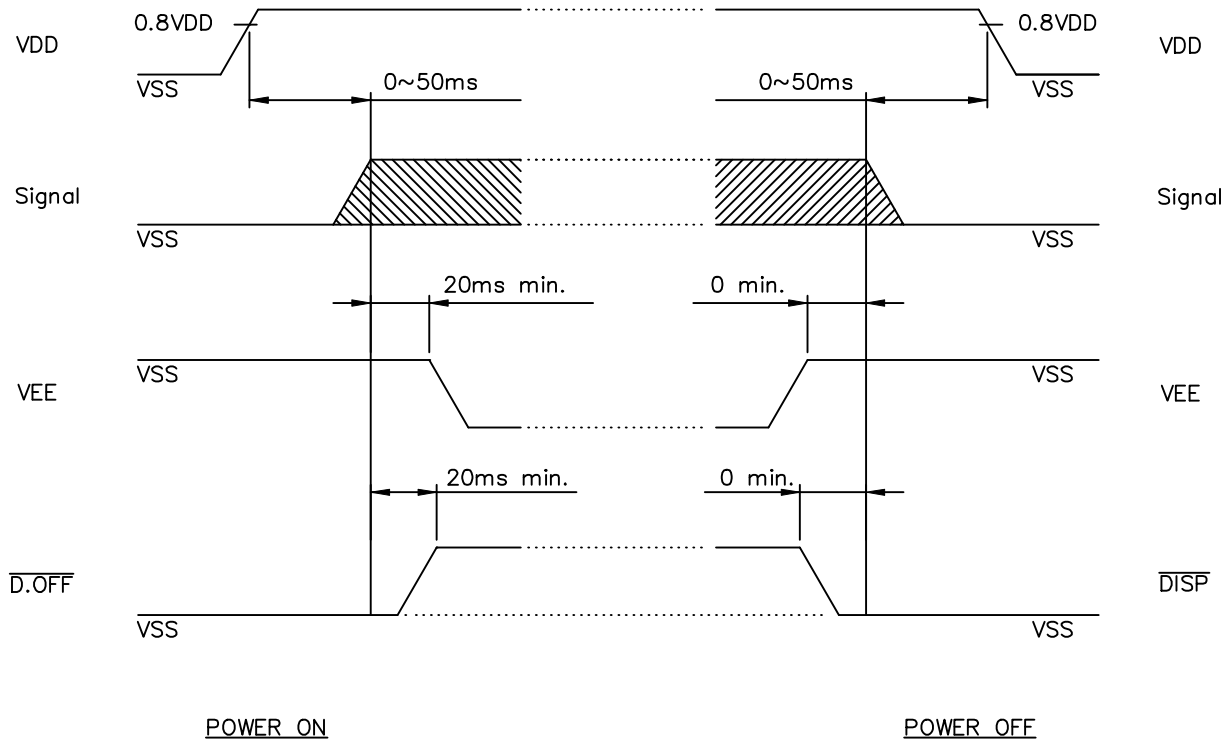 0.8VDD 0.8VDD
VDD VDD
VSS VSS
0~50ms 0~50ms
Signal Signal
VSS VSS
20ms min. 0 min.
VSS VSS
VEE VEE
20ms min. 0 min.
D.OFF DISP
VSS VSS
POWER ON POWER OFF